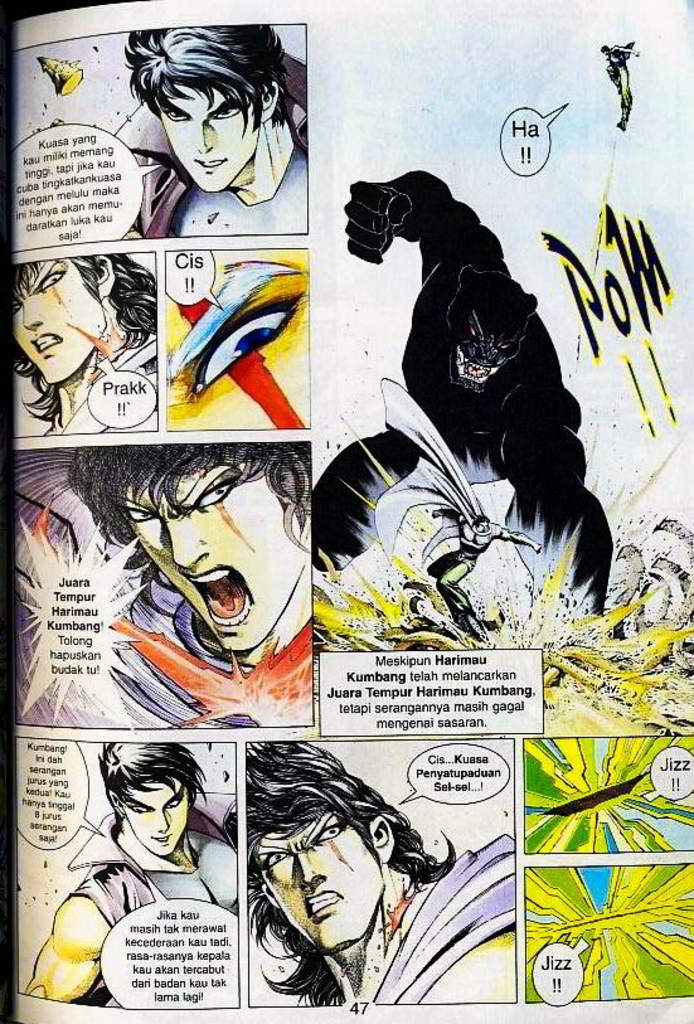 Kuasa yang
kau miliki memang
tinggi, tapi jika kau
cuba tingkatkankuasa
dengan melulu maka
ini hanya akan memu-
daratkan luka kau
saja!
Ha
!!
POM
!!
Cis
!!
Prakk
!!
Juara
Tempur
Harimau
Kumbang!
Tolong
hapuskan
budak tu!
Meskipun Harimau
Kumbang telah melancarkan
Juara Tempur Harimau Kumbang,
tetapi serangannya masih gagal
mengenai sasaran.
Kumbang!
Ini dah
serangan
jurus yang
kedua! Kau
hanya tinggal
8 jurus
serangan
saja!
Jika kau
masih tak merawat
kecederaan kau tadi,
rasa-rasanya kepala
kau akan tercabut
dari badan kau tak
lama lagi!
Cis...Kuasa
Penyatupaduan
Sel-sel...!
Jizz
!!
Jizz
!!
47